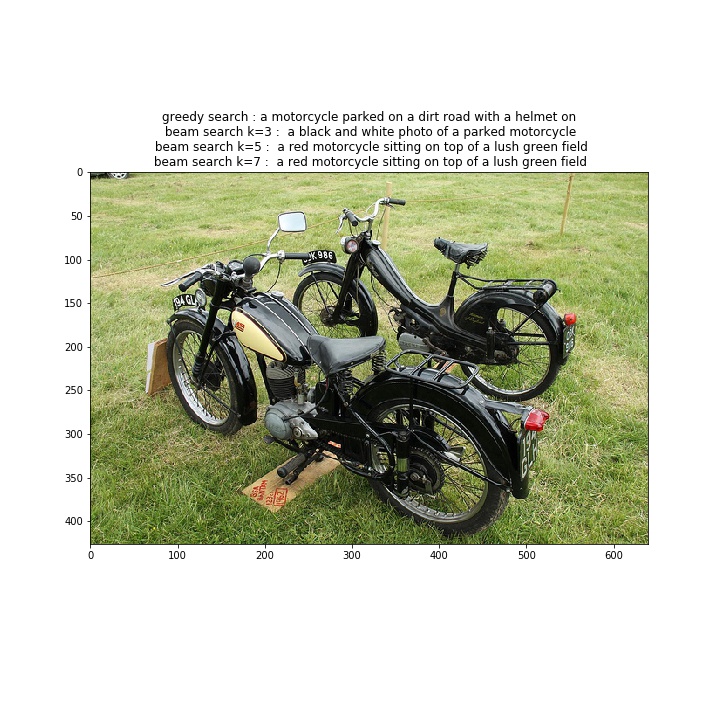 greedy search : a motorcycle parked on a dirt road with a helmet on
beam search k=3 :  a black and white photo of a parked motorcycle
beam search k=5 :  a red motorcycle sitting on top of a lush green field
beam search k=7 :  a red motorcycle sitting on top of a lush green field
0
50
100
150
200
250
300
350
400
0 100 200 300 400 500 600